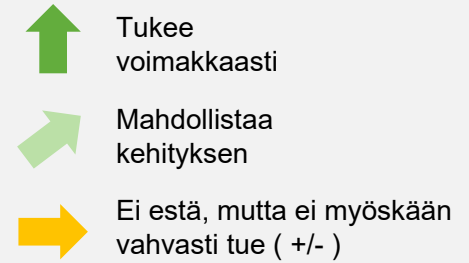 Tukee
voimakkaasti
Mahdollistaa
kehityksen
Ei estä, mutta ei myöskään
vahvasti tue ( +/- )